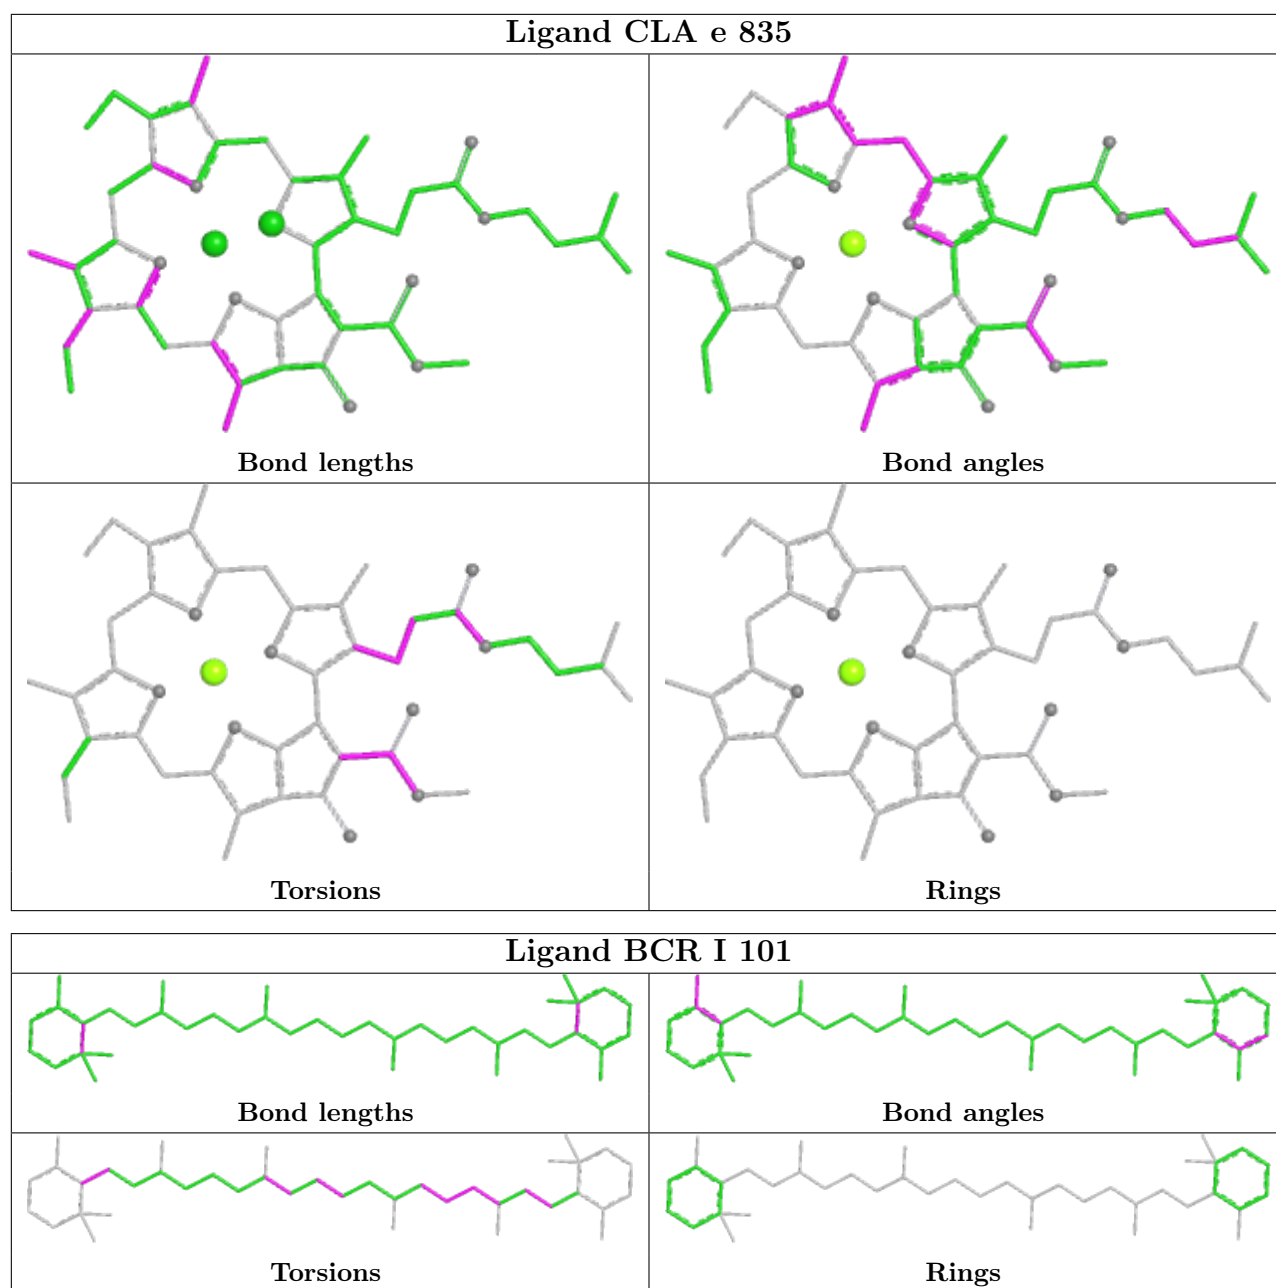 Ligand CLA e 835
Bond lengths
Bond angles
Torsions
Rings
Ligand BCR I 101
Bond lengths
Bond angles
Torsions
Rings